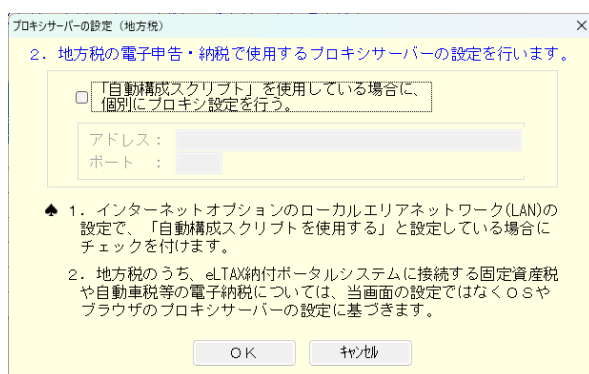 プロキシサーバーの設定（地方税）
2．地方税の電子申告・納税で使用するプロキシサーバーの設定を行います。
「自動構成スクリプト」を使用している場合に、
個別にプロキシ設定を行う。
アドレス：
ポート　：
♠ 1．インターネットオプションのローカルエリアネットワーク(LAN)の
設定で、「自動構成スクリプトを使用する」と設定している場合に
チェックを付けます。
2．地方税のうち、eLTAX納付ポータルシステムに接続する固定資産税
や自動車税等の電子納税については、当画面の設定ではなくＯＳや
ブラウザのプロキシサーバーの設定に基づきます。
ＯＫ
ｷｬﾝｾﾙ